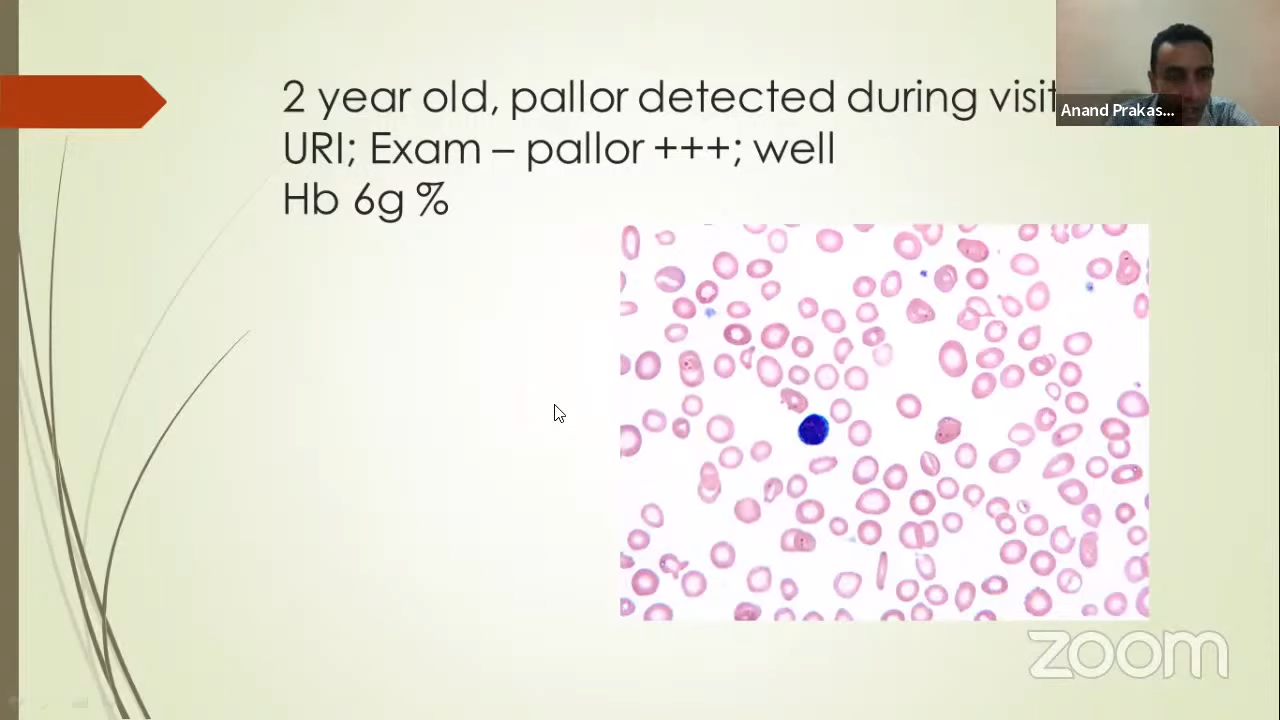 2 year old, pallor detected during visit
URI; Exam – pallor +++; well
Hb 6g %
Anand Prakas...
zoom